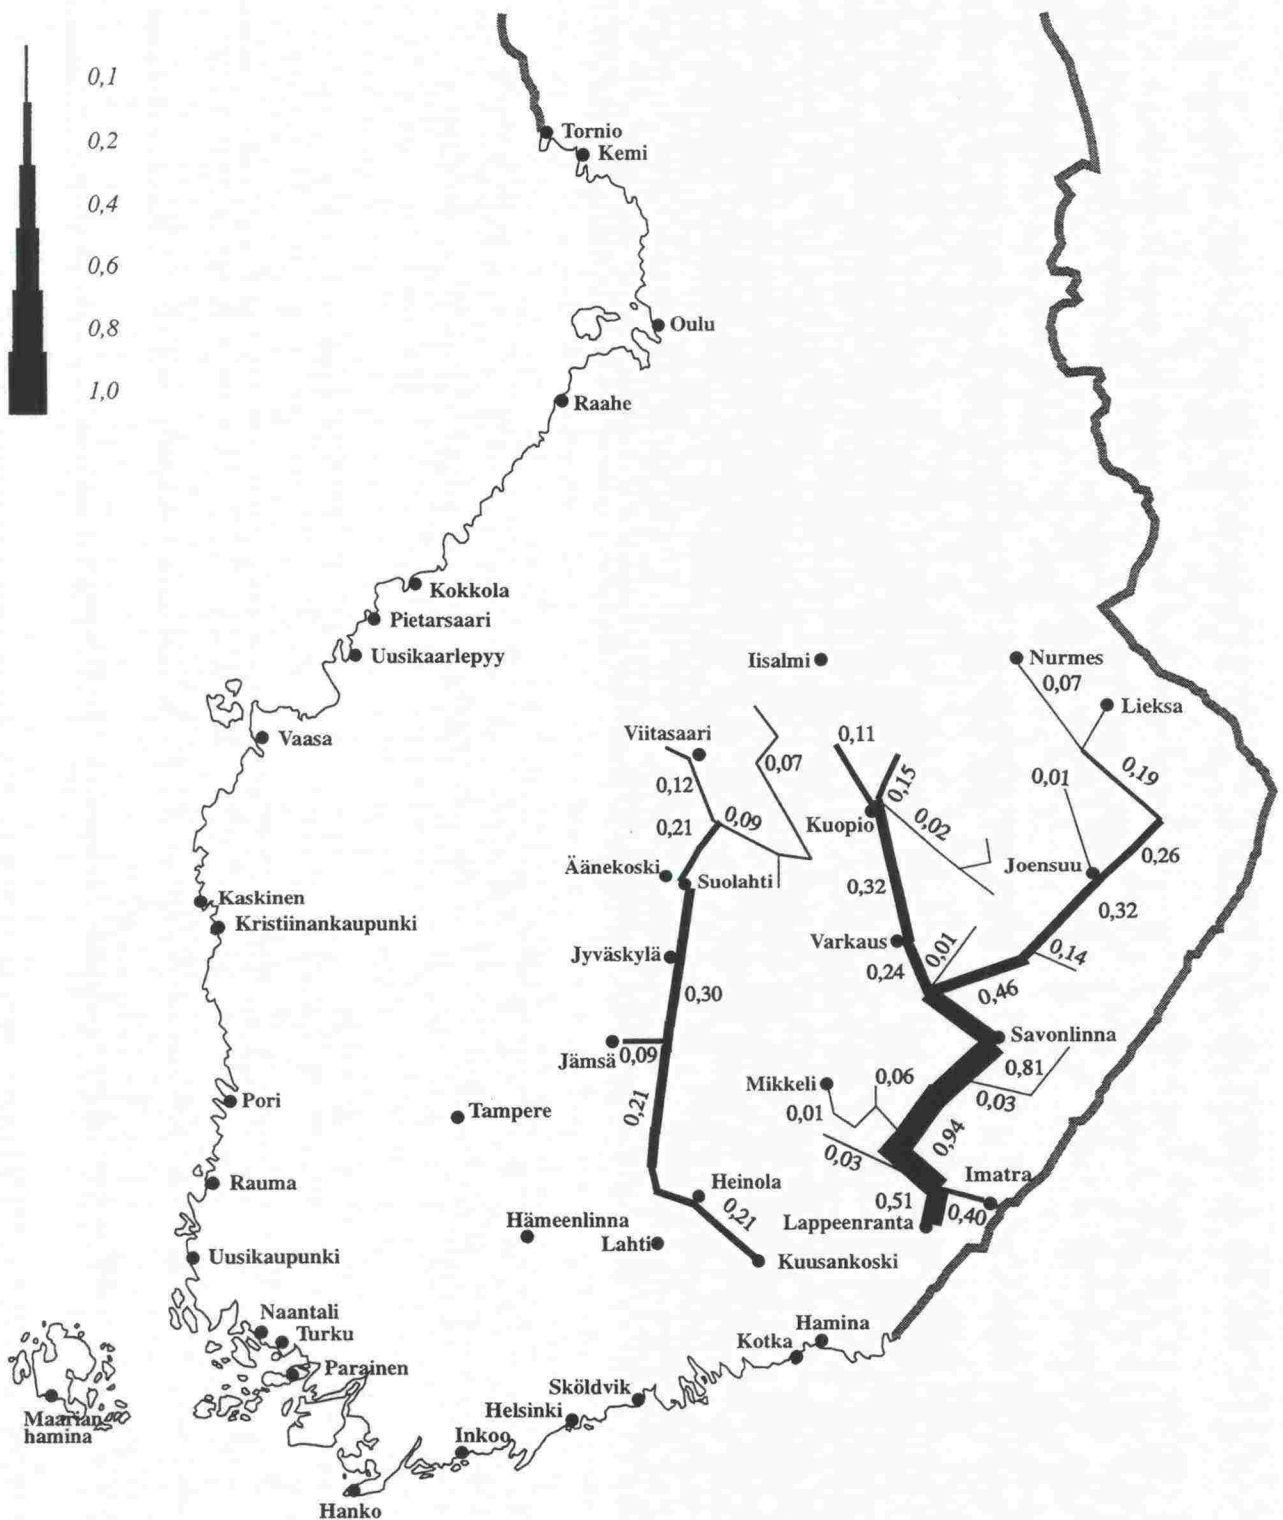 0,1
0,2
0,4
0,6
0,8
1,0
Tornio
Kemi
Oulu
Raahe
Kokkola
Pietarsaari
Uusikaarlepyy
Vaasa
Kaskinen
Kristiinankaupunki
Pori
Rauma
Uusikaupunki
Naantali
Turku
Parainen
Maarian
hamina
Hanko
Inkoo
Helsinki
Sköldvik
Kotka
Hamina
Tampere
Hämeenlinna
Lahti
Iisalmi
Nurmes
0,07
Lieksa
0,19
0,01
0,26
Joensuu
0,32
0,14
0,46
Viitasaari
0,12
0,07
0,21
0,09
Äänekoski
Suolahti
Jyväskylä
0,30
Jämsä
0,09
0,21
Heinola
0,21
Kuusankoski
0,11
0,15
Kuopio
0,02
0,32
Varkaus
0,01
0,24
Savonlinna
0,81
0,03
Mikkeli
0,06
0,01
0,94
0,03
Imatra
0,51
0,40
Lappeenranta